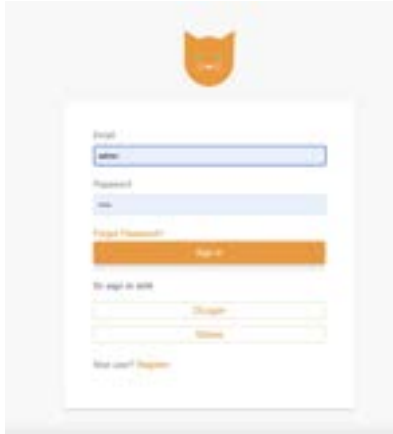 Email
admin
Password
Forgot Password?
Sign in
Or sign in with
New user? Register